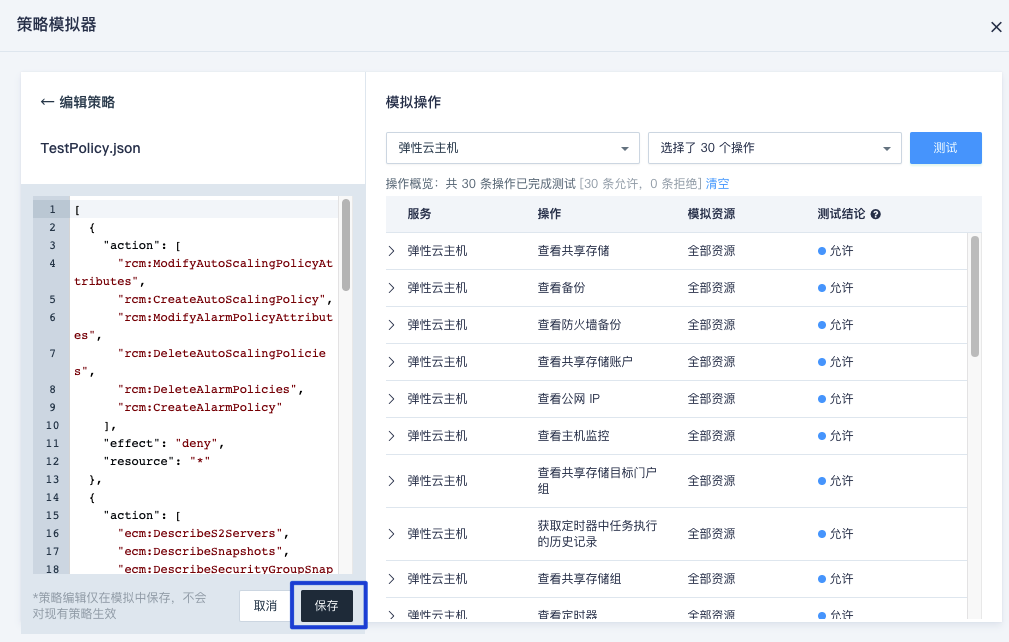 策略模拟器
← 编辑策略
TestPolicy.json
1 [
2 {
3 "action": [
4 "rcm:ModifyAutoScalingPolicyAt
tributes",
5 "rcm:CreateAutoScalingPolicy",
6 "rcm:ModifyAlarmPolicyAttribut
es",
7 "rcm:DeleteAutoScalingPolicie
s",
8 "rcm:DeleteAlarmPolicies",
9 "rcm:CreateAlarmPolicy"
10 ],
11 "effect": "deny",
12 "resource": "*"
13 },
14 {
15 "action": [
16 "ecm:DescribeS2Servers",
17 "ecm:DescribeSnapshots",
18 "ecm:DescribeSecurityGroupSnap
*策略编辑仅在模拟中保存，不会
对现有策略生效
取消
保存
模拟操作
弹性云主机
选择了 30 个操作
测试
操作概览：共 30 条操作已完成测试 [30 条允许，0 条拒绝] 清空
服务 操作 模拟资源 测试结论
弹性云主机 查看共享存储 全部资源 允许
弹性云主机 查看备份 全部资源 允许
弹性云主机 查看防火墙备份 全部资源 允许
弹性云主机 查看共享存储账户 全部资源 允许
弹性云主机 查看公网 IP 全部资源 允许
弹性云主机 查看主机监控 全部资源 允许
弹性云主机 查看共享存储目标门户
组 全部资源 允许
弹性云主机 获取定时器中任务执行
的历史记录 全部资源 允许
弹性云主机 查看共享存储组 全部资源 允许
弹性云主机 查看定时器 全部资源 允许